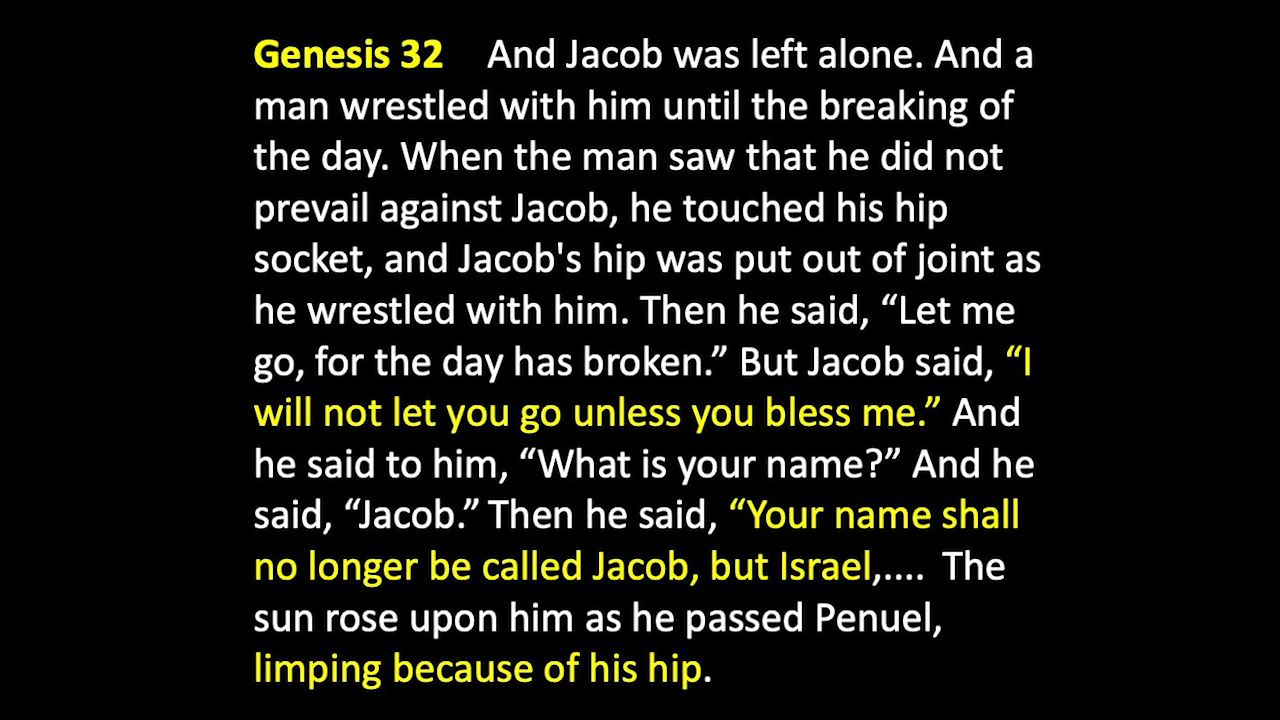 Genesis 32 And Jacob was left alone. And a
man wrestled with him until the breaking of
the day. When the man saw that he did not
prevail against Jacob, he touched his hip
socket, and Jacob's hip was put out of joint as
he wrestled with him. Then he said, “Let me
go, for the day has broken.” But Jacob said, “I
will not let you go unless you bless me.” And
he said to him, “What is your name?” And he
said, “Jacob.” Then he said, “Your name shall
no longer be called Jacob, but Israel,.... The
sun rose upon him as he passed Penuel,
limping because of his hip.